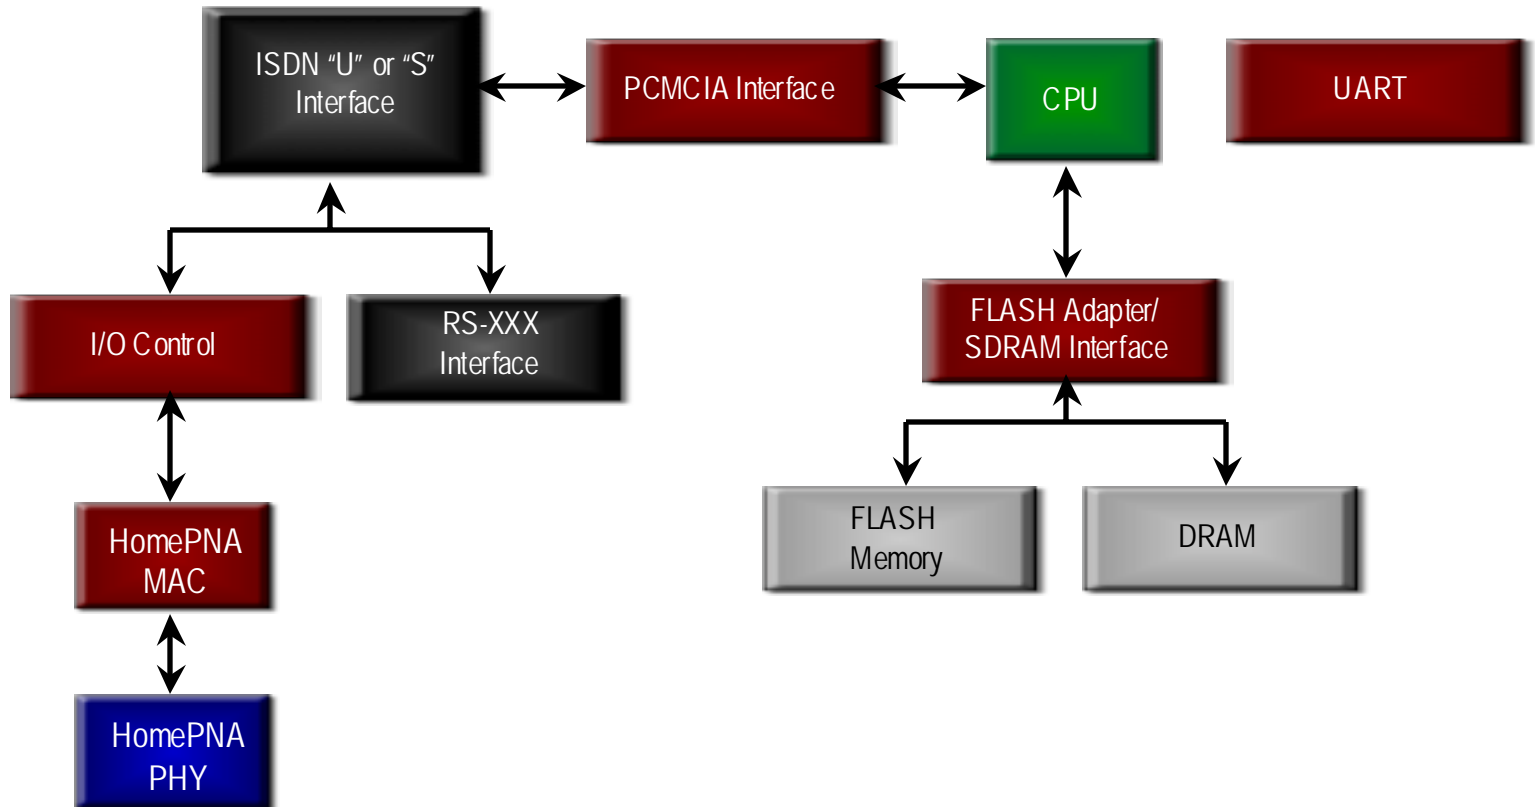 ISDN “U” or “S”
Interface
PCMCIA Interface
CPU
UART
I/O Control
RS-XXX
Interface
FLASH Adapter/
SDRAM Interface
HomePNA
MAC
FLASH
Memory
DRAM
HomePNA
PHY